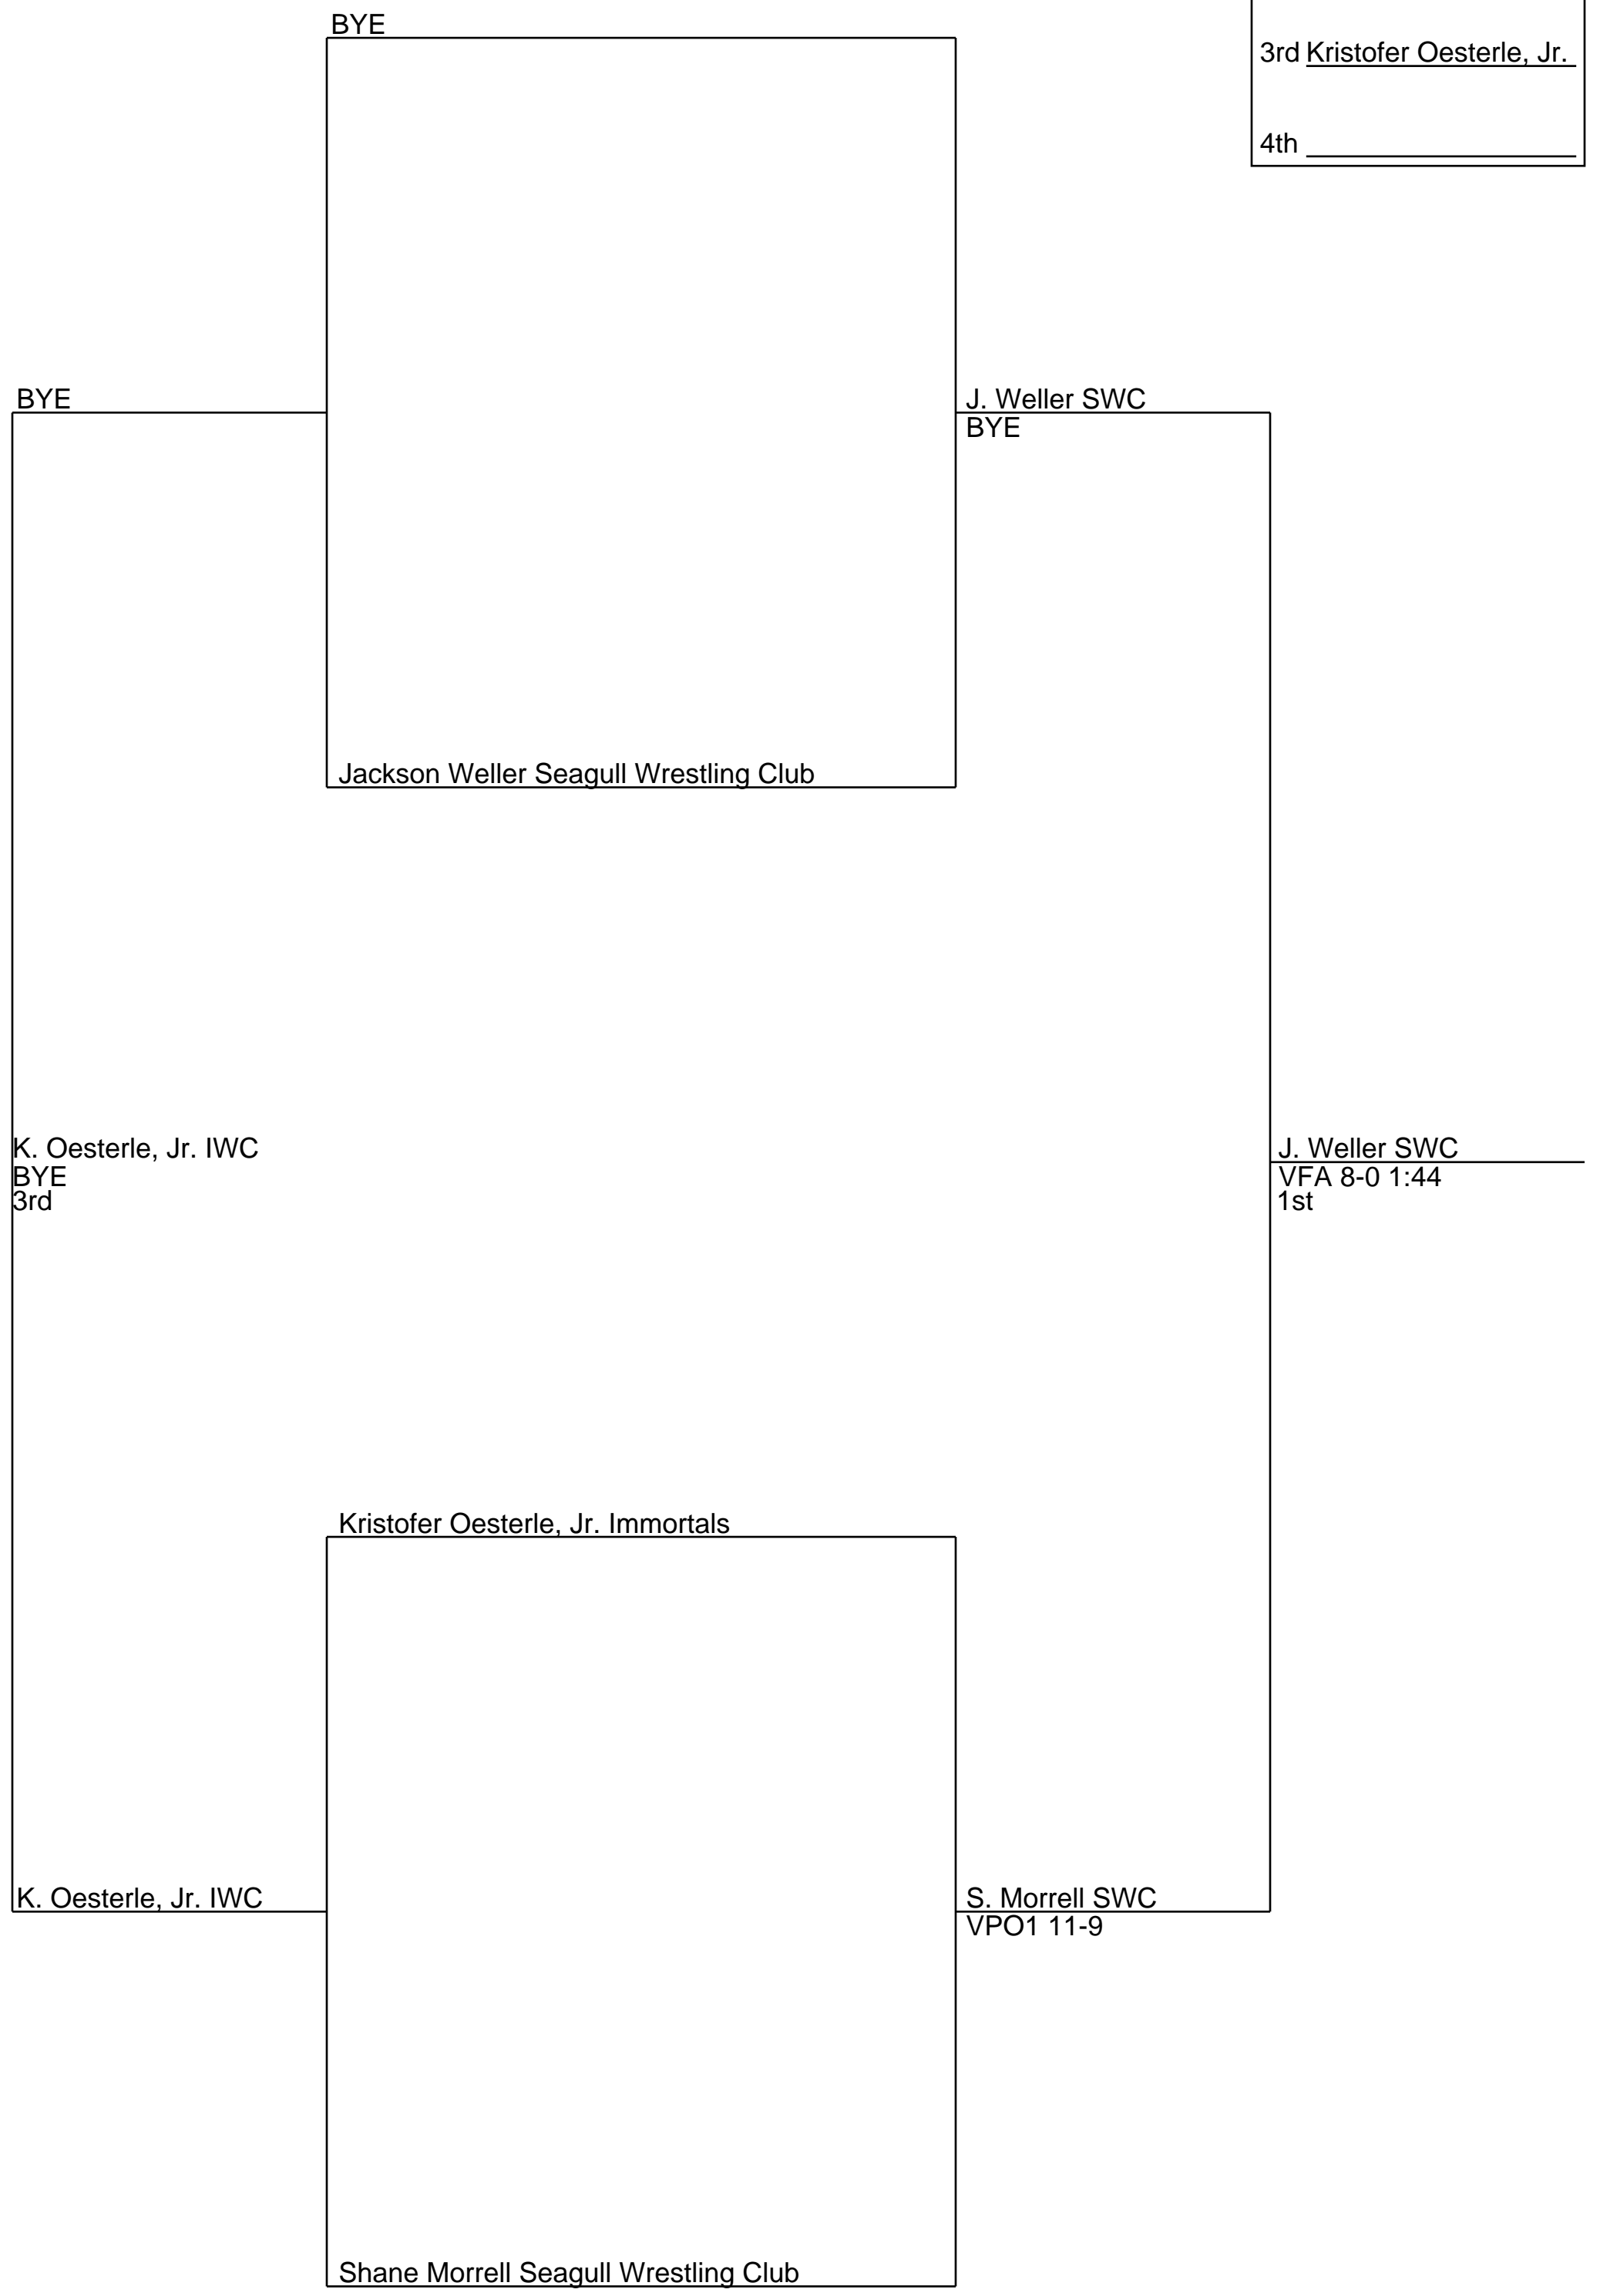 BYE
3rd Kristofer Oesterle, Jr.
4th
BYE
J. Weller SWC
BYE
Jackson Weller Seagull Wrestling Club
K. Oesterle, Jr. IWC
BYE
3rd
J. Weller SWC
VFA 8-0 1:44
1st
Kristofer Oesterle, Jr. Immortals
K. Oesterle, Jr. IWC
S. Morrell SWC
VPO1 11-9
Shane Morrell Seagull Wrestling Club